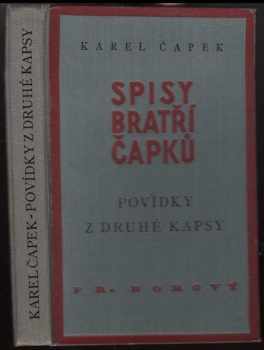 KAREL ČAPEK - POVÍDKY Z DRUHÉ KAPSY
KAREL ČAPEK
SPISY
BRATŘÍ
ČAPKŮ
POVÍDKY
Z DRUHÉ KAPSY
FR. BOROVÝ